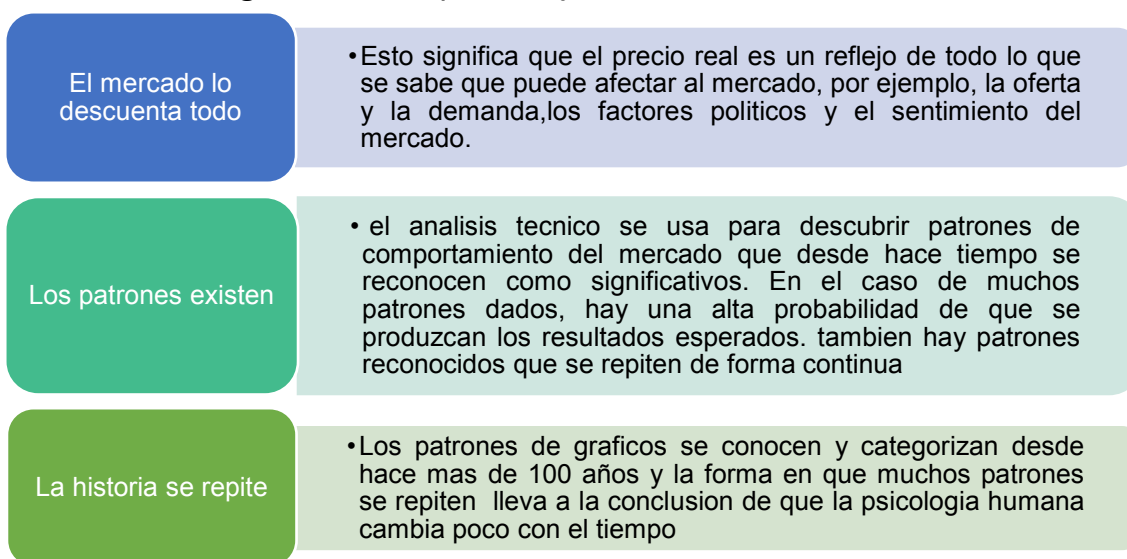 El mercado lo
descuenta todo
•Esto significa que el precio real es un reflejo de todo lo que
se sabe que puede afectar al mercado, por ejemplo, la oferta
y la demanda,los factores politicos y el sentimiento del
mercado.
Los patrones existen
• el analisis tecnico se usa para descubrir patrones de
comportamiento del mercado que desde hace tiempo se
reconocen como significativos. En el caso de muchos
patrones dados, hay una alta probabilidad de que se
produzcan los resultados esperados. tambien hay patrones
reconocidos que se repiten de forma continua
La historia se repite
•Los patrones de graficos se conocen y categorizan desde
hace mas de 100 años y la forma en que muchos patrones
se repiten lleva a la conclusion de que la psicologia humana
cambia poco con el tiempo